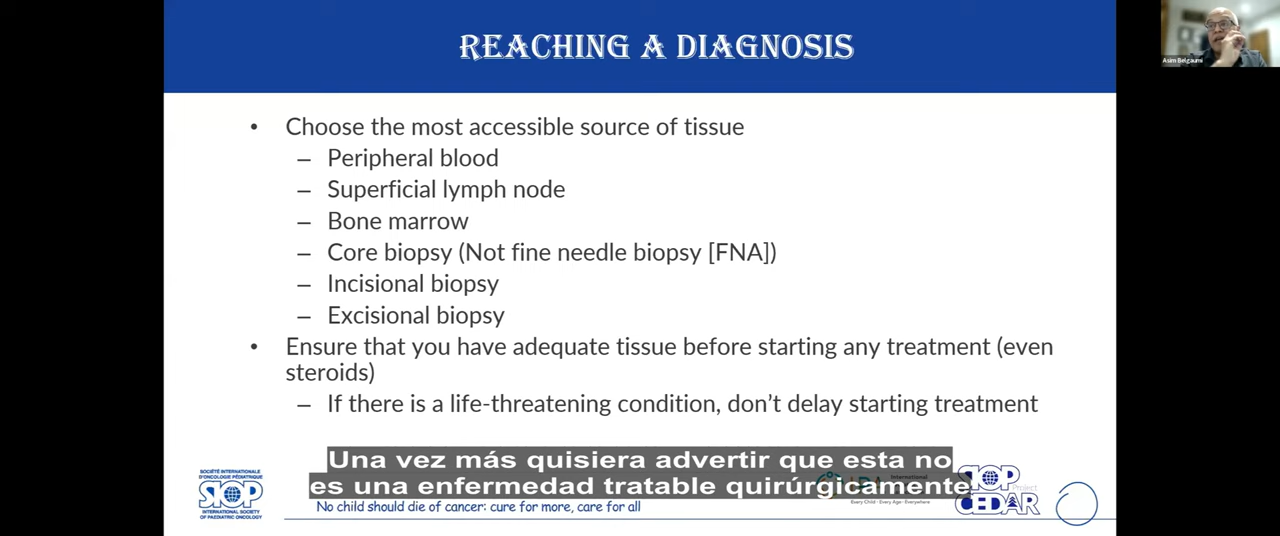 REACHING A DIAGNOSIS
Asim Belgaumi
• Choose the most accessible source of tissue
– Peripheral blood
– Superficial lymph node
– Bone marrow
– Core biopsy (Not fine needle biopsy [FNA])
– Incisional biopsy
– Excisional biopsy
• Ensure that you have adequate tissue before starting any treatment (even
steroids)
– If there is a life-threatening condition, don't delay starting treatment
Una vez más quisiera advertir que esta no
es una enfermedad tratable quirúrgicamente
SOCIÉTÉ INTERNATIONALE
D'ONCOLOGIE PÉDIATRIQUE
SIOP
INTERNATIONAL SOCIETY
OF PAEDIATRIC ONCOLOGY
No child should die of cancer: cure for more, care for all
International
Every Child · Every Age · Everywhere
SIOP
Project
CEDAR